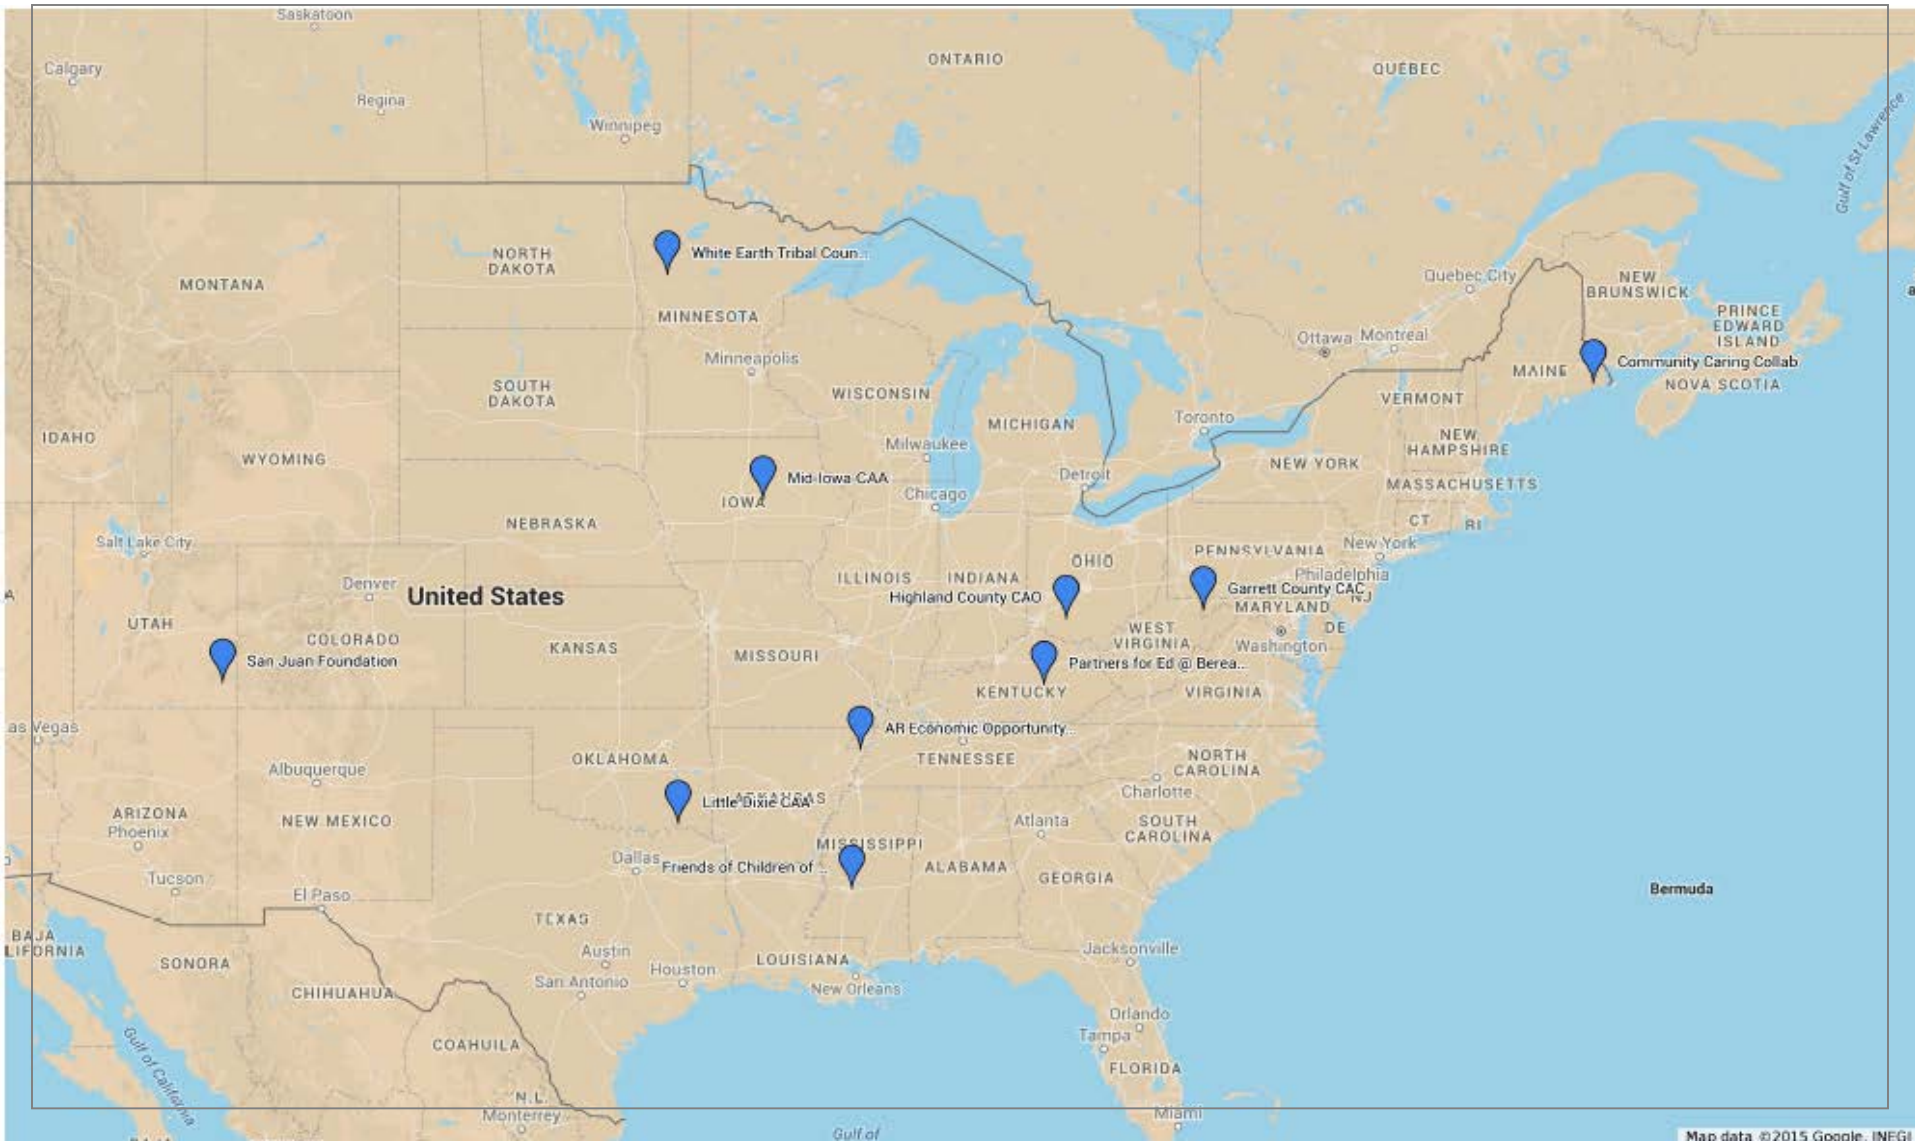 Saskatoon
ONTARIO
Calgary
QUEBEC
Regina
Winnipeg
Gulf of St Lawrence
White Earth Tribal Coun...
NORTH
DAKOTA
MONTANA
Quebec City
NEW
BRUNSWICK
MINNESOTA
PRINCE
EDWARD
ISLAND
Ottawa
Montreal
Minneapolis
Community Caring Collab
MAINE
NOVA SCOTIA
SOUTH
DAKOTA
WISCONSIN
VERMONT
MICHIGAN
Toronto
IDAHO
NEW
HAMPSHIRE
Milwaukee
WYOMING
NEW YORK
Detroit
Mid-Iowa CAA
MASSACHUSETTS
Chicago
IOWA
NEBRASKA
CT
RI
Salt Lake City
New York
PENNSYLVANIA
OHIO
Philadelphia
ILLINOIS
INDIANA
Denver
United States
Highland County CAO
Garrett County CAC
NJ
MARYLAND
UTAH
DE
COLORADO
WEST
VIRGINIA
Washington
KANSAS
MISSOURI
San Juan Foundation
Partners for Ed @ Berea...
KENTUCKY
VIRGINIA
as Vegas
AR Economic Opportunity...
OKLAHOMA
TENNESSEE
NORTH
CAROLINA
Albuquerque
Charlotte
Little Dixie CAA
ARKANSAS
ARIZONA
NEW MEXICO
Phoenix
Atlanta
SOUTH
CAROLINA
MISSISSIPPI
Dallas
Friends of Children of ...
ALABAMA
GEORGIA
Tucson
El Paso
Bermuda
TEXAS
BAJA
LIFORNIA
SONORA
Austin
LOUISIANA
Jacksonville
Houston
San Antonio
New Orleans
CHIHUAHUA
Orlando
Gulf of California
COAHUILA
Tampa
FLORIDA
N.L.
Monterrey
Miami
Gulf of
Map data ©2015 Google, INEGI